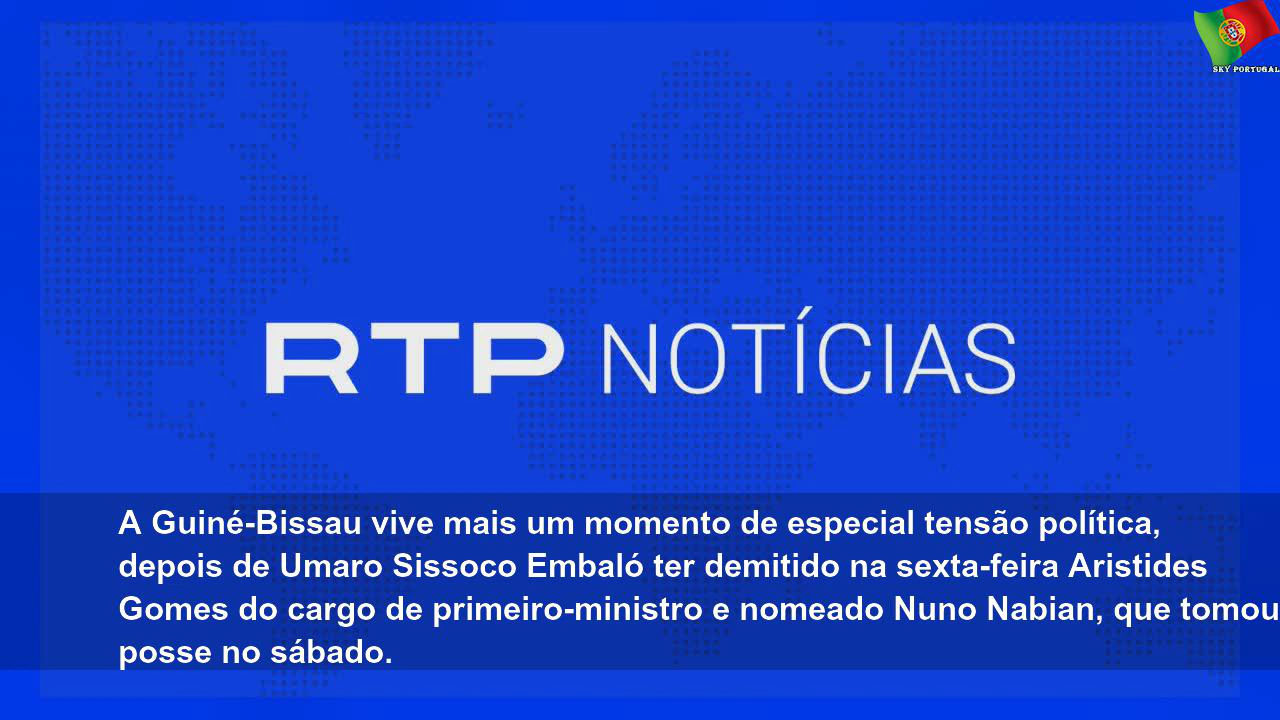 SKY PORTUGAL
RTP NOTÍCIAS
A Guiné-Bissau vive mais um momento de especial tensão política,
depois de Umaro Sissoco Embaló ter demitido na sexta-feira Aristides
Gomes do cargo de primeiro-ministro e nomeado Nuno Nabian, que tomou
posse no sábado.